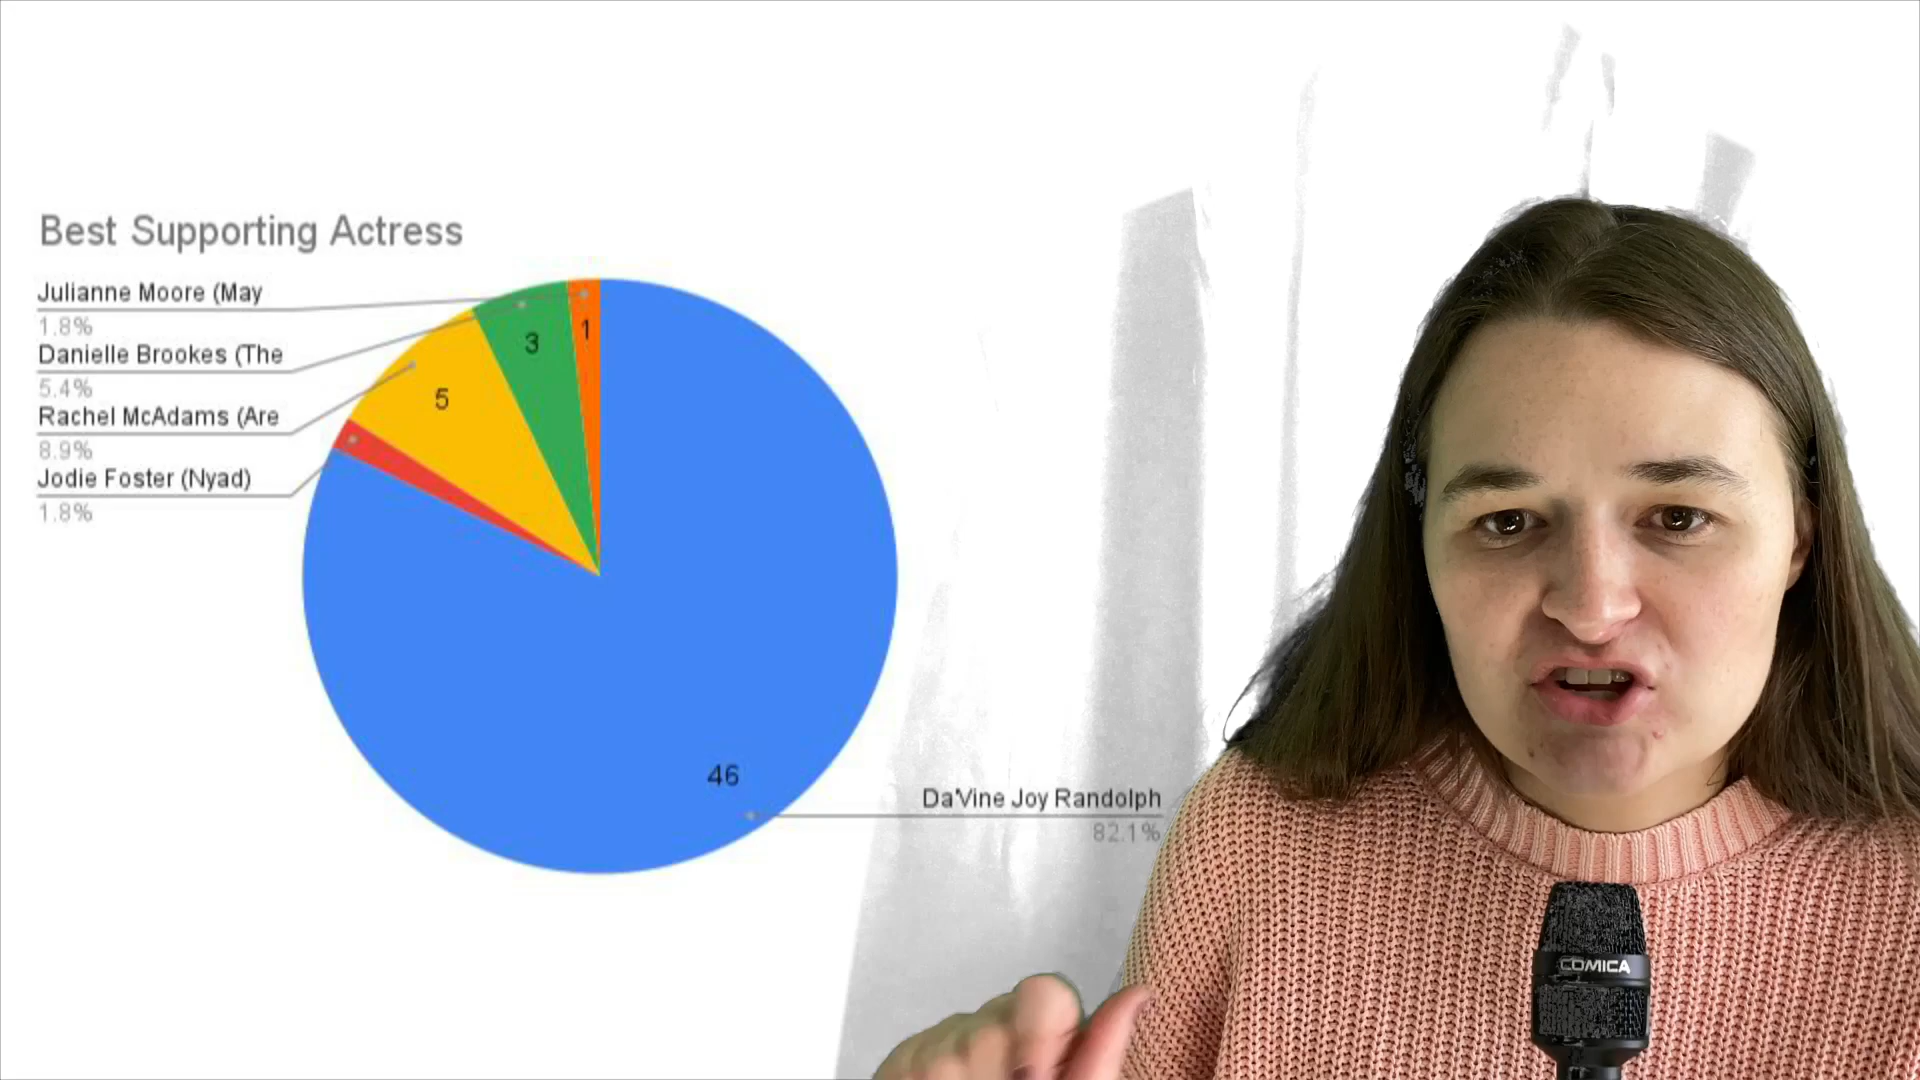 Best Supporting Actress
Julianne Moore (May
1.8%
Danielle Brookes (The
5.4%
Rachel McAdams (Are
8.9%
Jodie Foster (Nyad)
1.8%
1
3
5
46
Da'Vine Joy Randolph
82.1%
COMICA